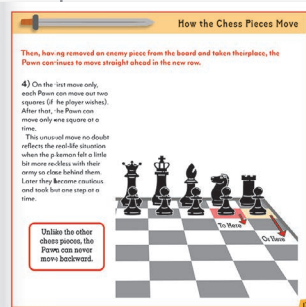 How the Chess Pieces Move
Then, having removed an enemy piece from the board and taken theirplace, the
Pawn continues to move straight ahead in the new row.
4) On the first move only,
each Pawn can move out two
squares (if the player wishes).
After that, the Pawn can
move only one square at a
time.
This unusual move no doubt
reflects the real-life situation
when the pikeman felt a little
bit more reckless with their
army so close behind them.
Later they became cautious
and took but one step at a
time.
Unlike the other
chess pieces, the
Pawn can never
move backward.
To Here
Or Here